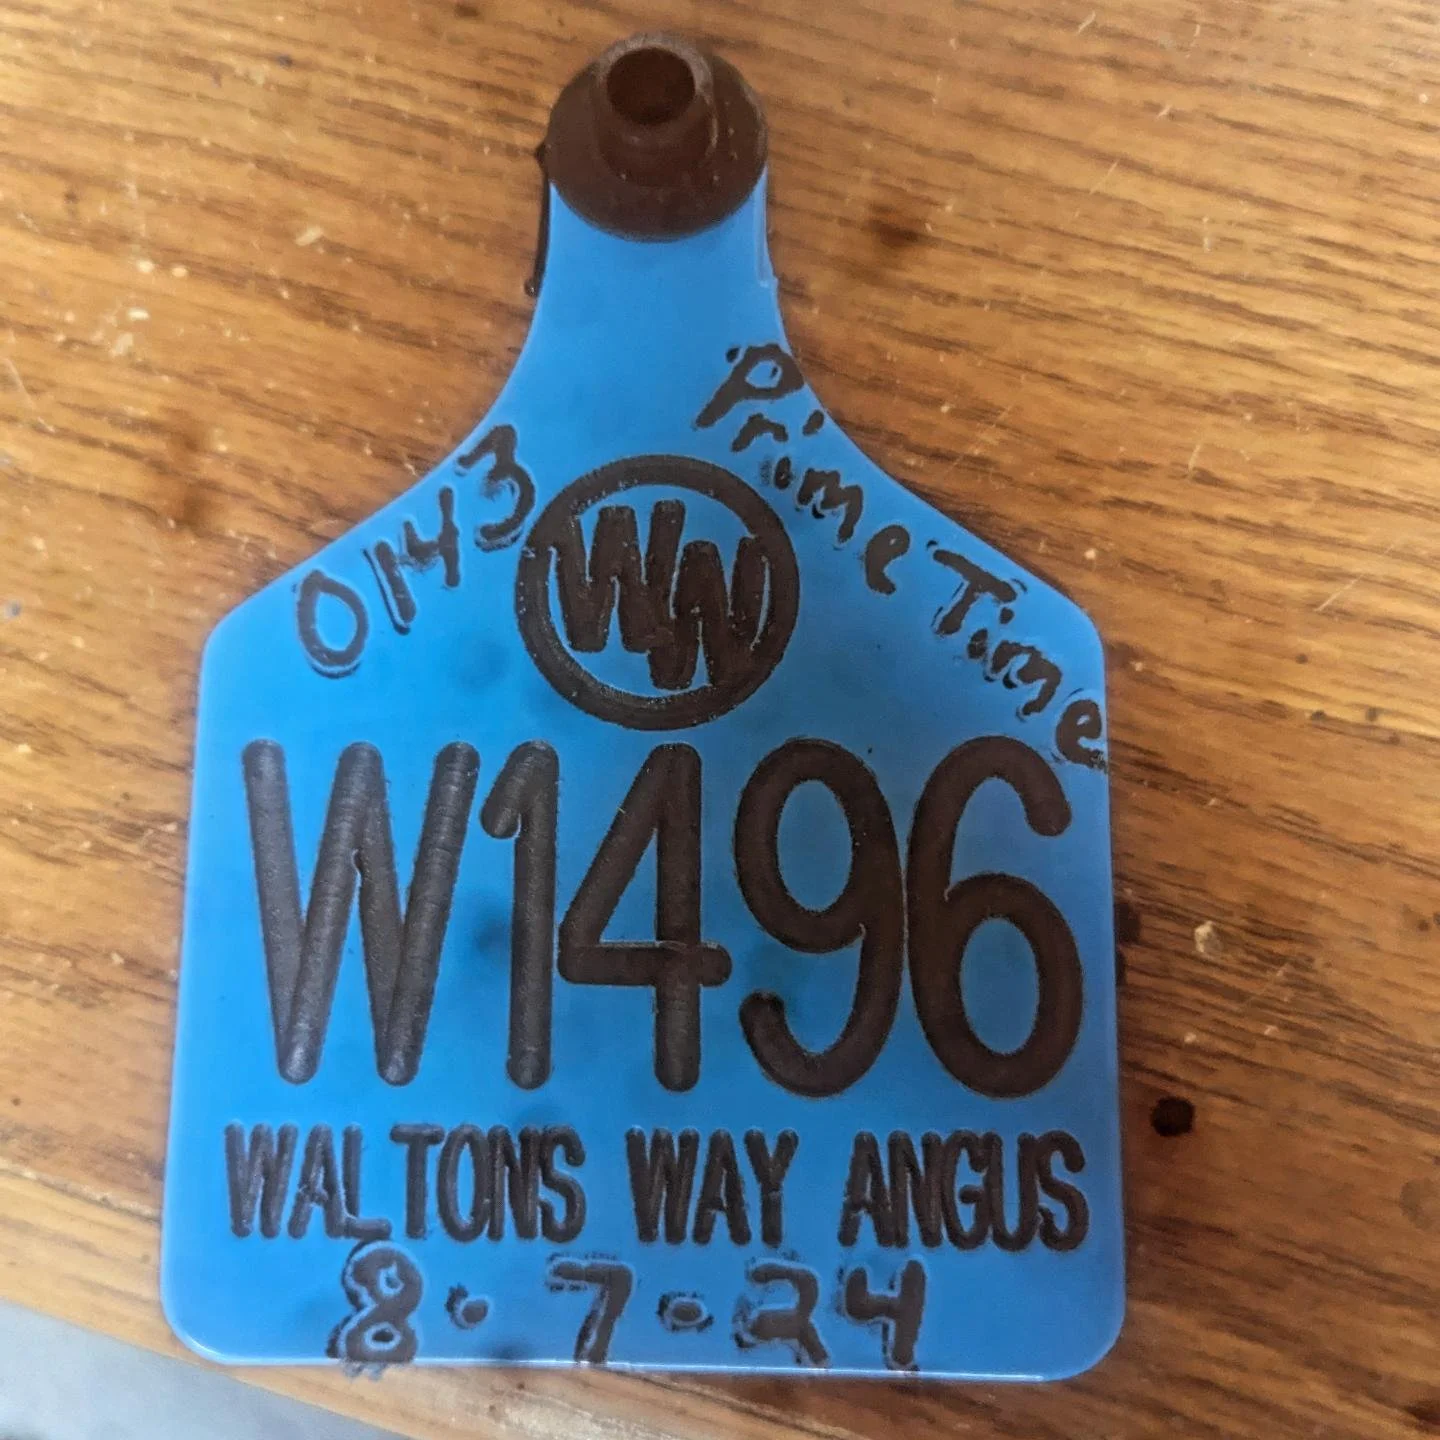 0143
Prime Time
WW
W1496
WALTONS WAY ANGUS
8-7-24